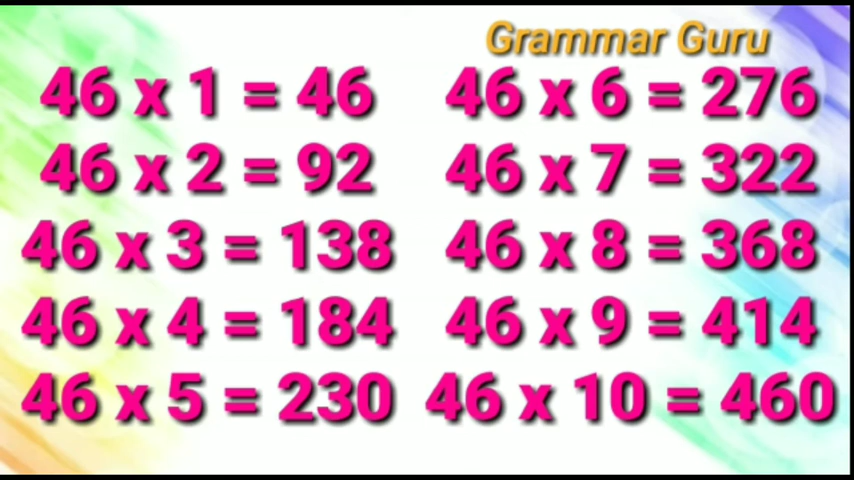 Grammar Guru
46 x 1 = 46
46 x 2 = 92
46 x 3 = 138
46 x 4 = 184
46 x 5 = 230
46 x 6 = 276
46 x 7 = 322
46 x 8 = 368
46 x 9 = 414
46 x 10 = 460